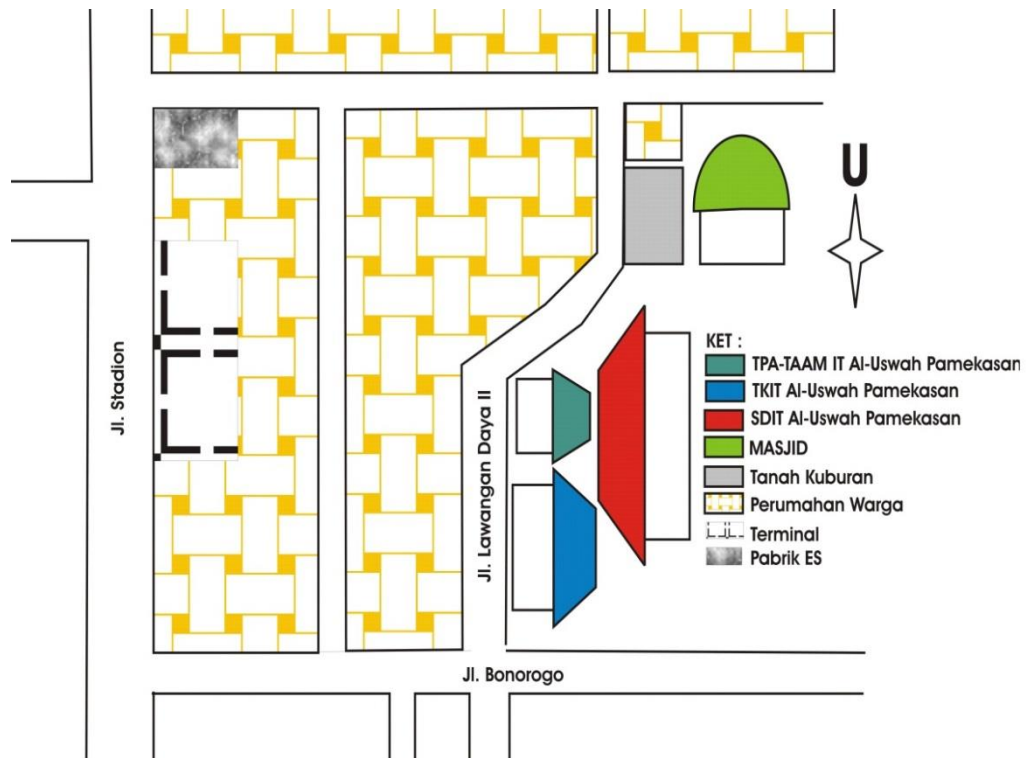 U
KET :
TPA-TAAM IT Al-Uswah Pamekasan
TKIT Al-Uswah Pamekasan
SDIT Al-Uswah Pamekasan
MASJID
Tanah Kuburan
Perumahan Warga
Terminal
Pabrik ES
Jl. Stadion
Jl. Lawangan Daya II
Jl. Bonorogo